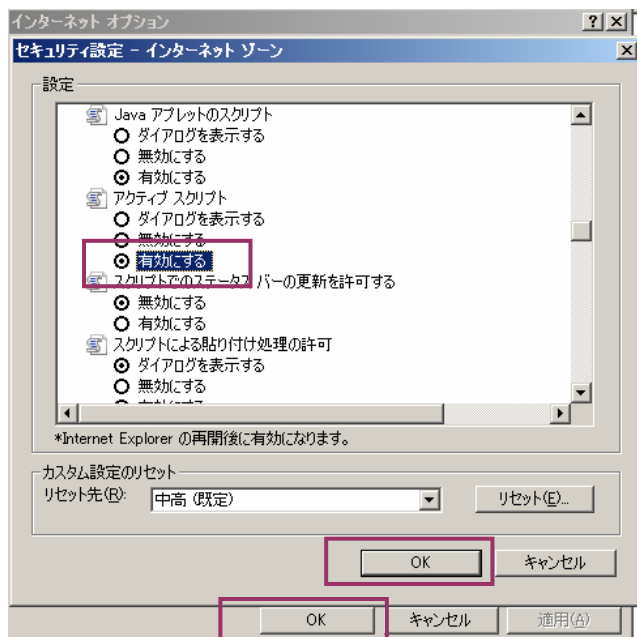 インターネット オプション
セキュリティ設定 - インターネット ゾーン
設定
Java アプレットのスクリプト
ダイアログを表示する
無効にする
有効にする
アクティブ スクリプト
ダイアログを表示する
無効にする
有効にする
スクリプトでのステータス バーの更新を許可する
無効にする
有効にする
スクリプトによる貼り付け処理の許可
ダイアログを表示する
無効にする
*Internet Explorer の再開後に有効になります。
カスタム設定のリセット
リセット先(R): 中高 (既定) リセット(E)...
OK キャンセル
OK キャンセル 適用(A)